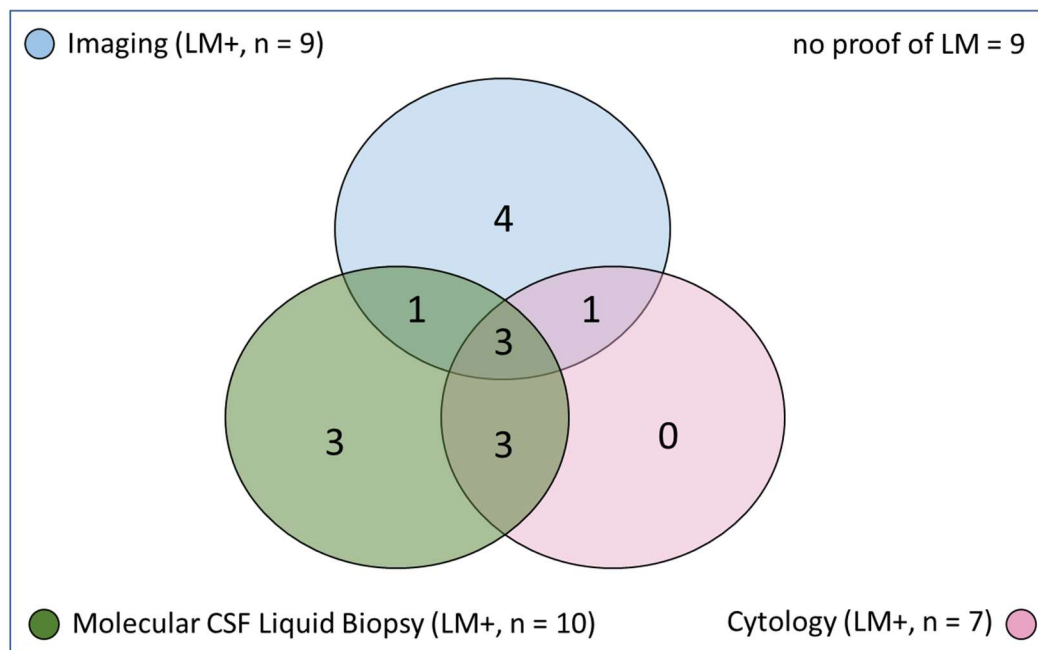 Imaging (LM+, n = 9)
no proof of LM = 9
4
1
1
3
3
3
0
Molecular CSF Liquid Biopsy (LM+, n = 10)
Cytology (LM+, n = 7)